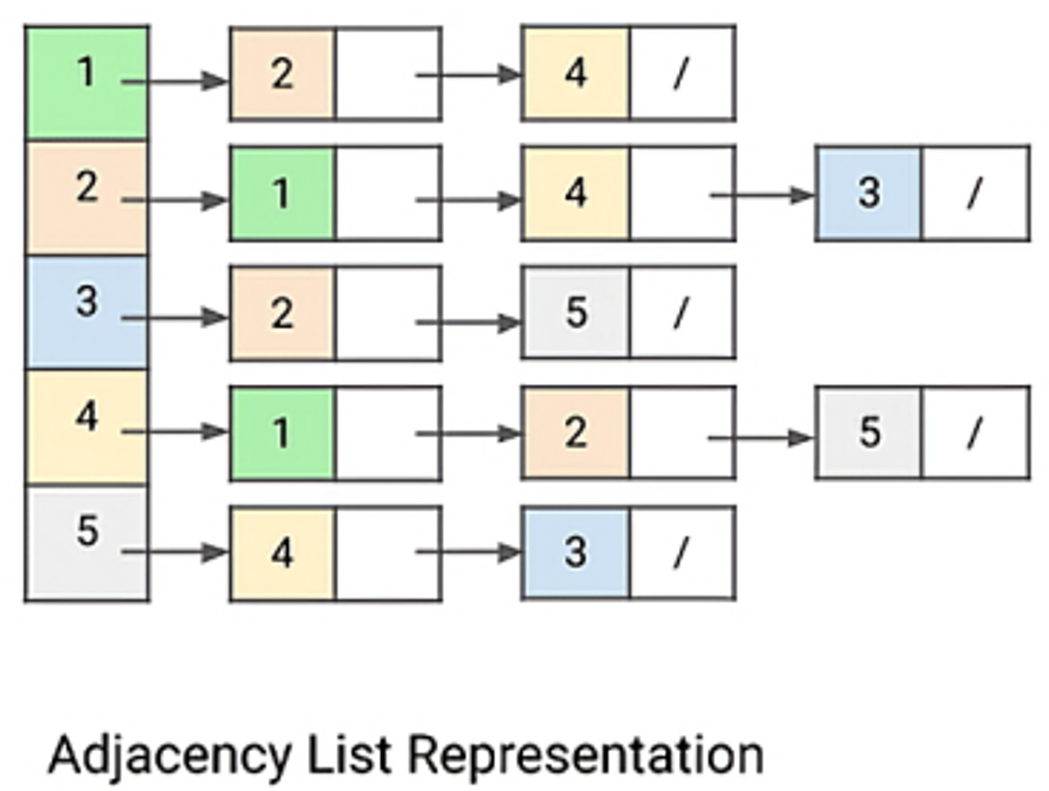 1 2 4 /
2 1 4 3 /
3 2 5 /
4 1 2 5 /
5 4 3 /
Adjacency List Representation